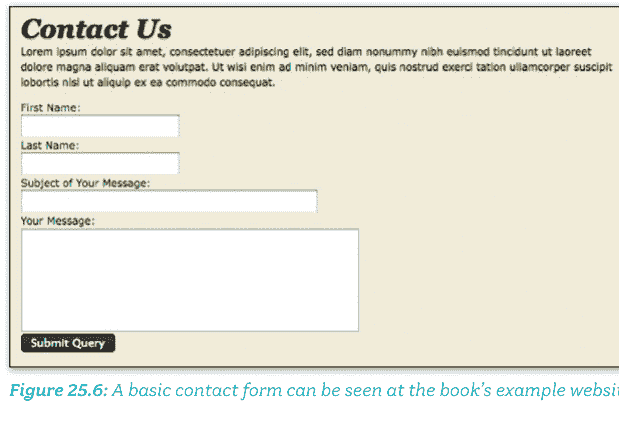 Contact Us
Lorem ipsum dolor sit amet, consectetuer adipiscing elit, sed diam nonummy nibh euismod tincidunt ut laoreet
dolore magna aliquam erat volutpat. Ut wisi enim ad minim veniam, quis nostrud exerci tation ullamcorper suscipit
lobortis nisl ut aliquip ex ea commodo consequat.
First Name:
Last Name:
Subject of Your Message:
Your Message:
Submit Query
Figure 25.6: A basic contact form can be seen at the book’s example